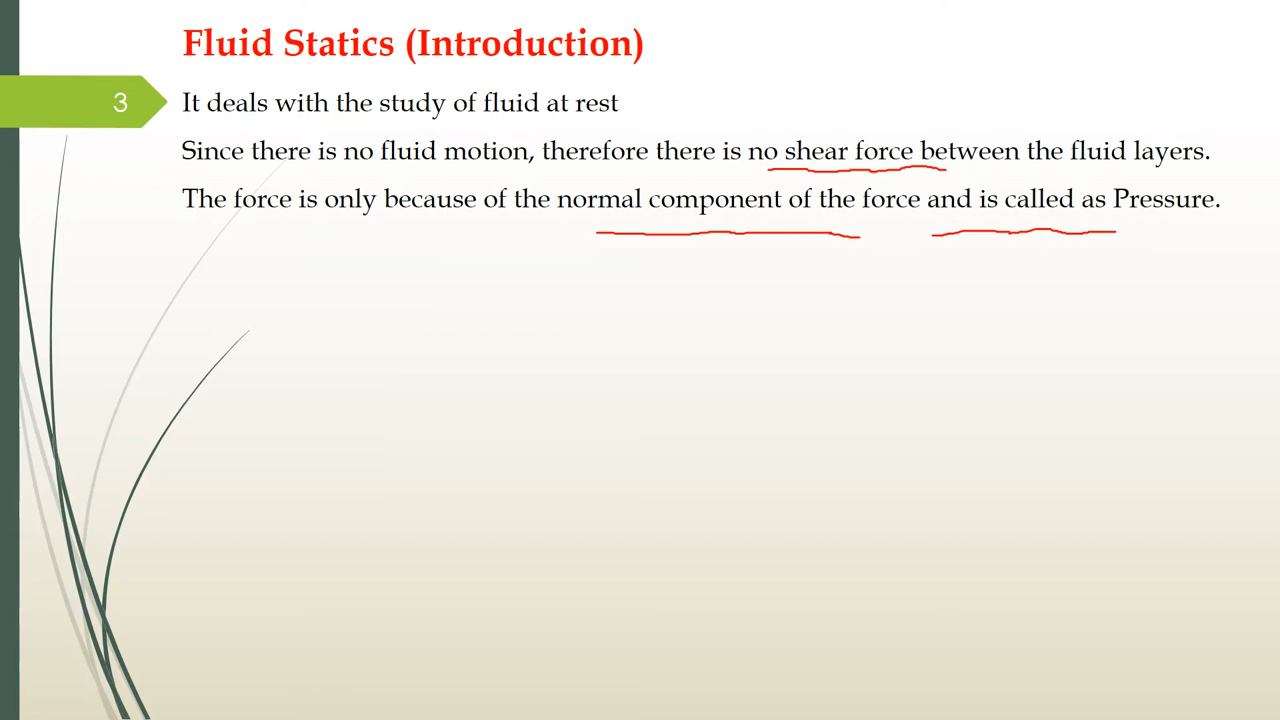 Fluid Statics (Introduction)
3
It deals with the study of fluid at rest
Since there is no fluid motion, therefore there is no shear force between the fluid layers.
The force is only because of the normal component of the force and is called as Pressure.